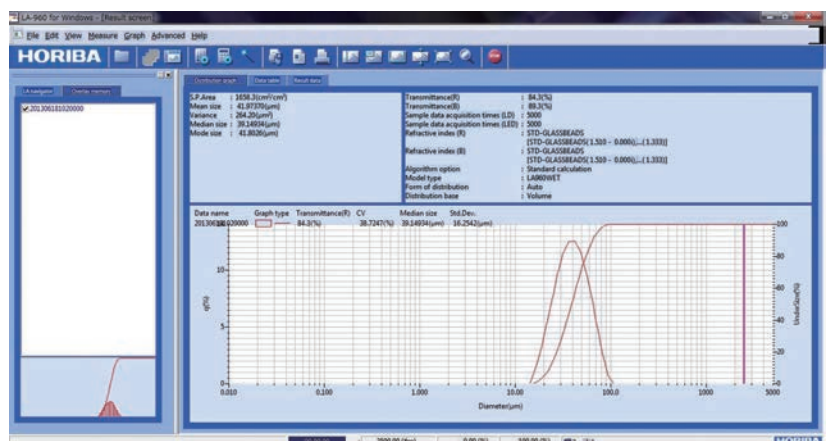 LA-960 for Windows - [Result screen]
File Edit View Measure Graph Advanced Help
HORIBA
LA navigator Overlay memory
201306181020000
Distribution graph Data table Result data
S.P.Area : 1658.3(cm²/cm³)
Mean size : 41.97370(μm)
Variance : 264.20(μm²)
Median size : 39.14934(μm)
Mode size : 41.8026(μm)
Transmittance(R) : 84.3(%)
Transmittance(B) : 89.3(%)
Sample data acquisition times (LD) : 5000
Sample data acquisition times (LED) : 5000
Refractive index (R) : STD-GLASSBEADS
[STD-GLASSBEADS( 1.510 - 0.000i),...( 1.333)]
Refractive index (B) : STD-GLASSBEADS
[STD-GLASSBEADS( 1.510 - 0.000i),...( 1.333)]
Algorithm option : Standard calculation
Model type : LA960WET
Form of distribution : Auto
Distribution base : Volume
Data name Graph type Transmittance(R) CV Median size Std.Dev.
84.3(%) 38.7247(%) 39.14934(μm) 16.2542(μm)
100
80
60
40
20
0
UnderSize(%)
10
5
0
q(%)
0.010 0.100 1.000 10.00 100.0 1000 5000
Diameter(μm)
0.00 (%) 100.00 (%)
HORIBA